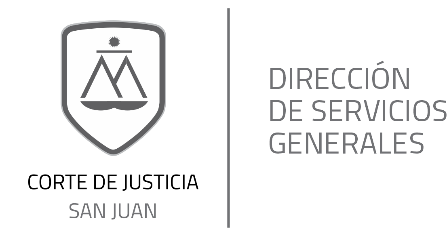 CORTE DE JUSTICIA
SAN JUAN
DIRECCIÓN
DE SERVICIOS
GENERALES